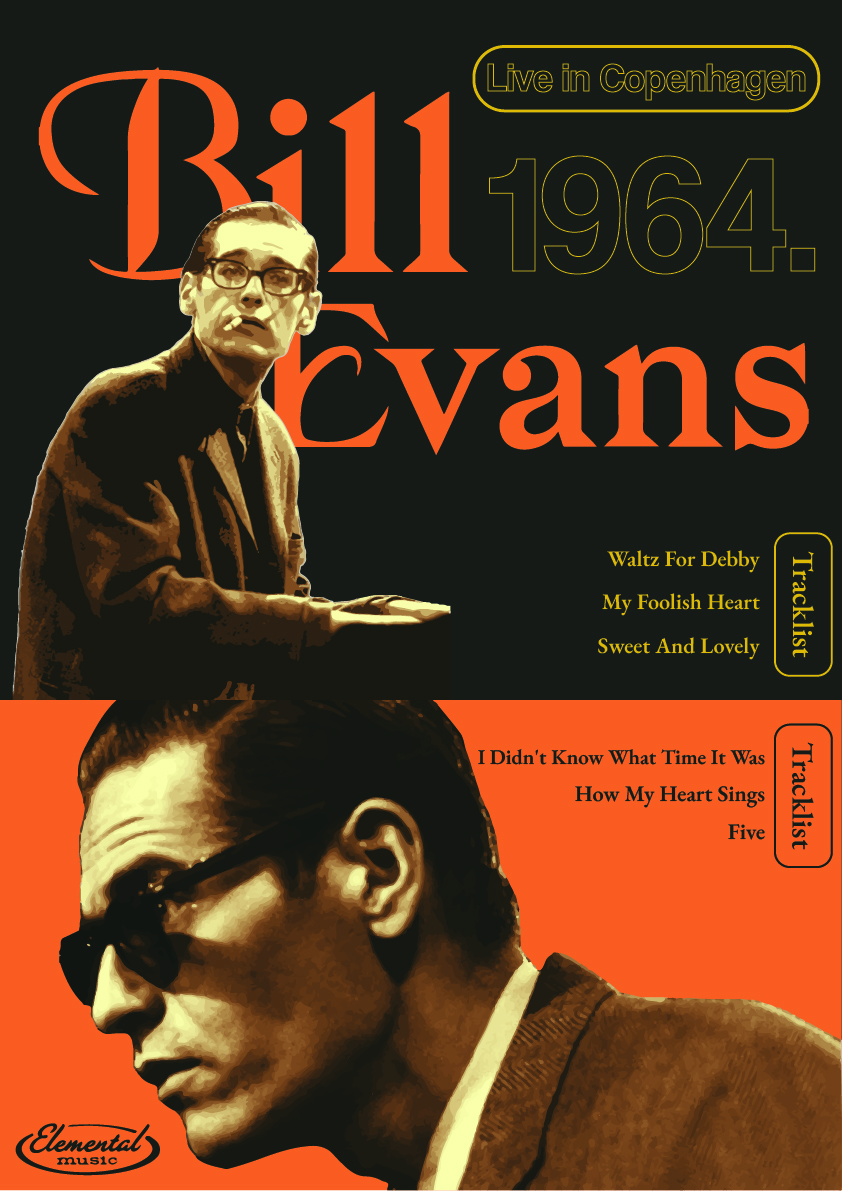 Live in Copenhagen
Bill
1964.
Evans
Waltz For Debby
My Foolish Heart
Sweet And Lovely
Tracklist
I Didn't Know What Time It Was
How My Heart Sings
Five
Tracklist
Elemental
music